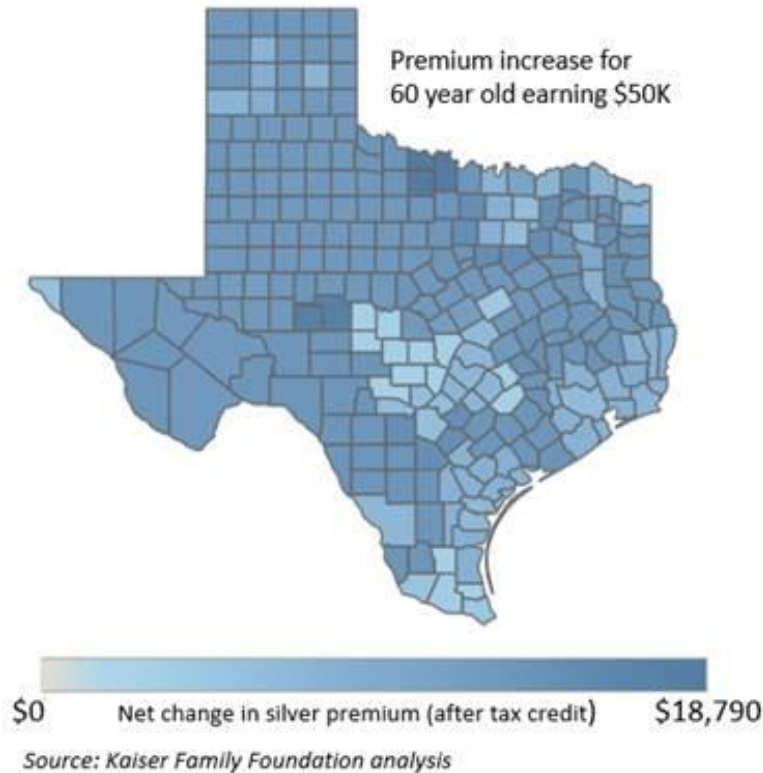 Premium increase for
60 year old earning $50K
$0 Net change in silver premium (after tax credit) $18,790
Source: Kaiser Family Foundation analysis